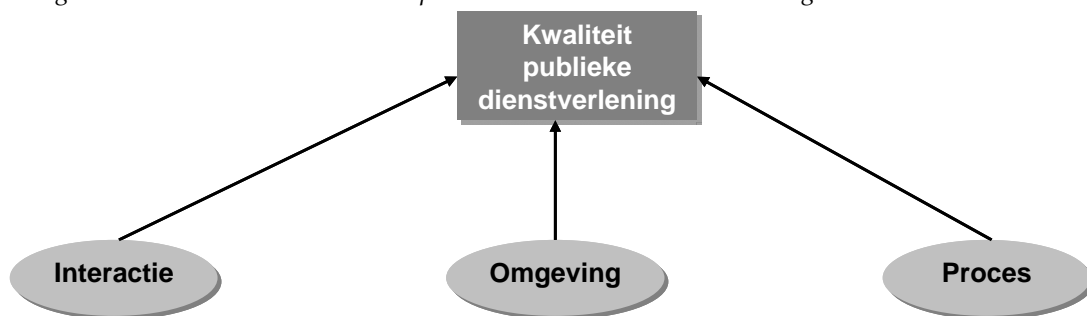 Kwaliteit
publieke
dienstverlening
Interactie Omgeving Proces